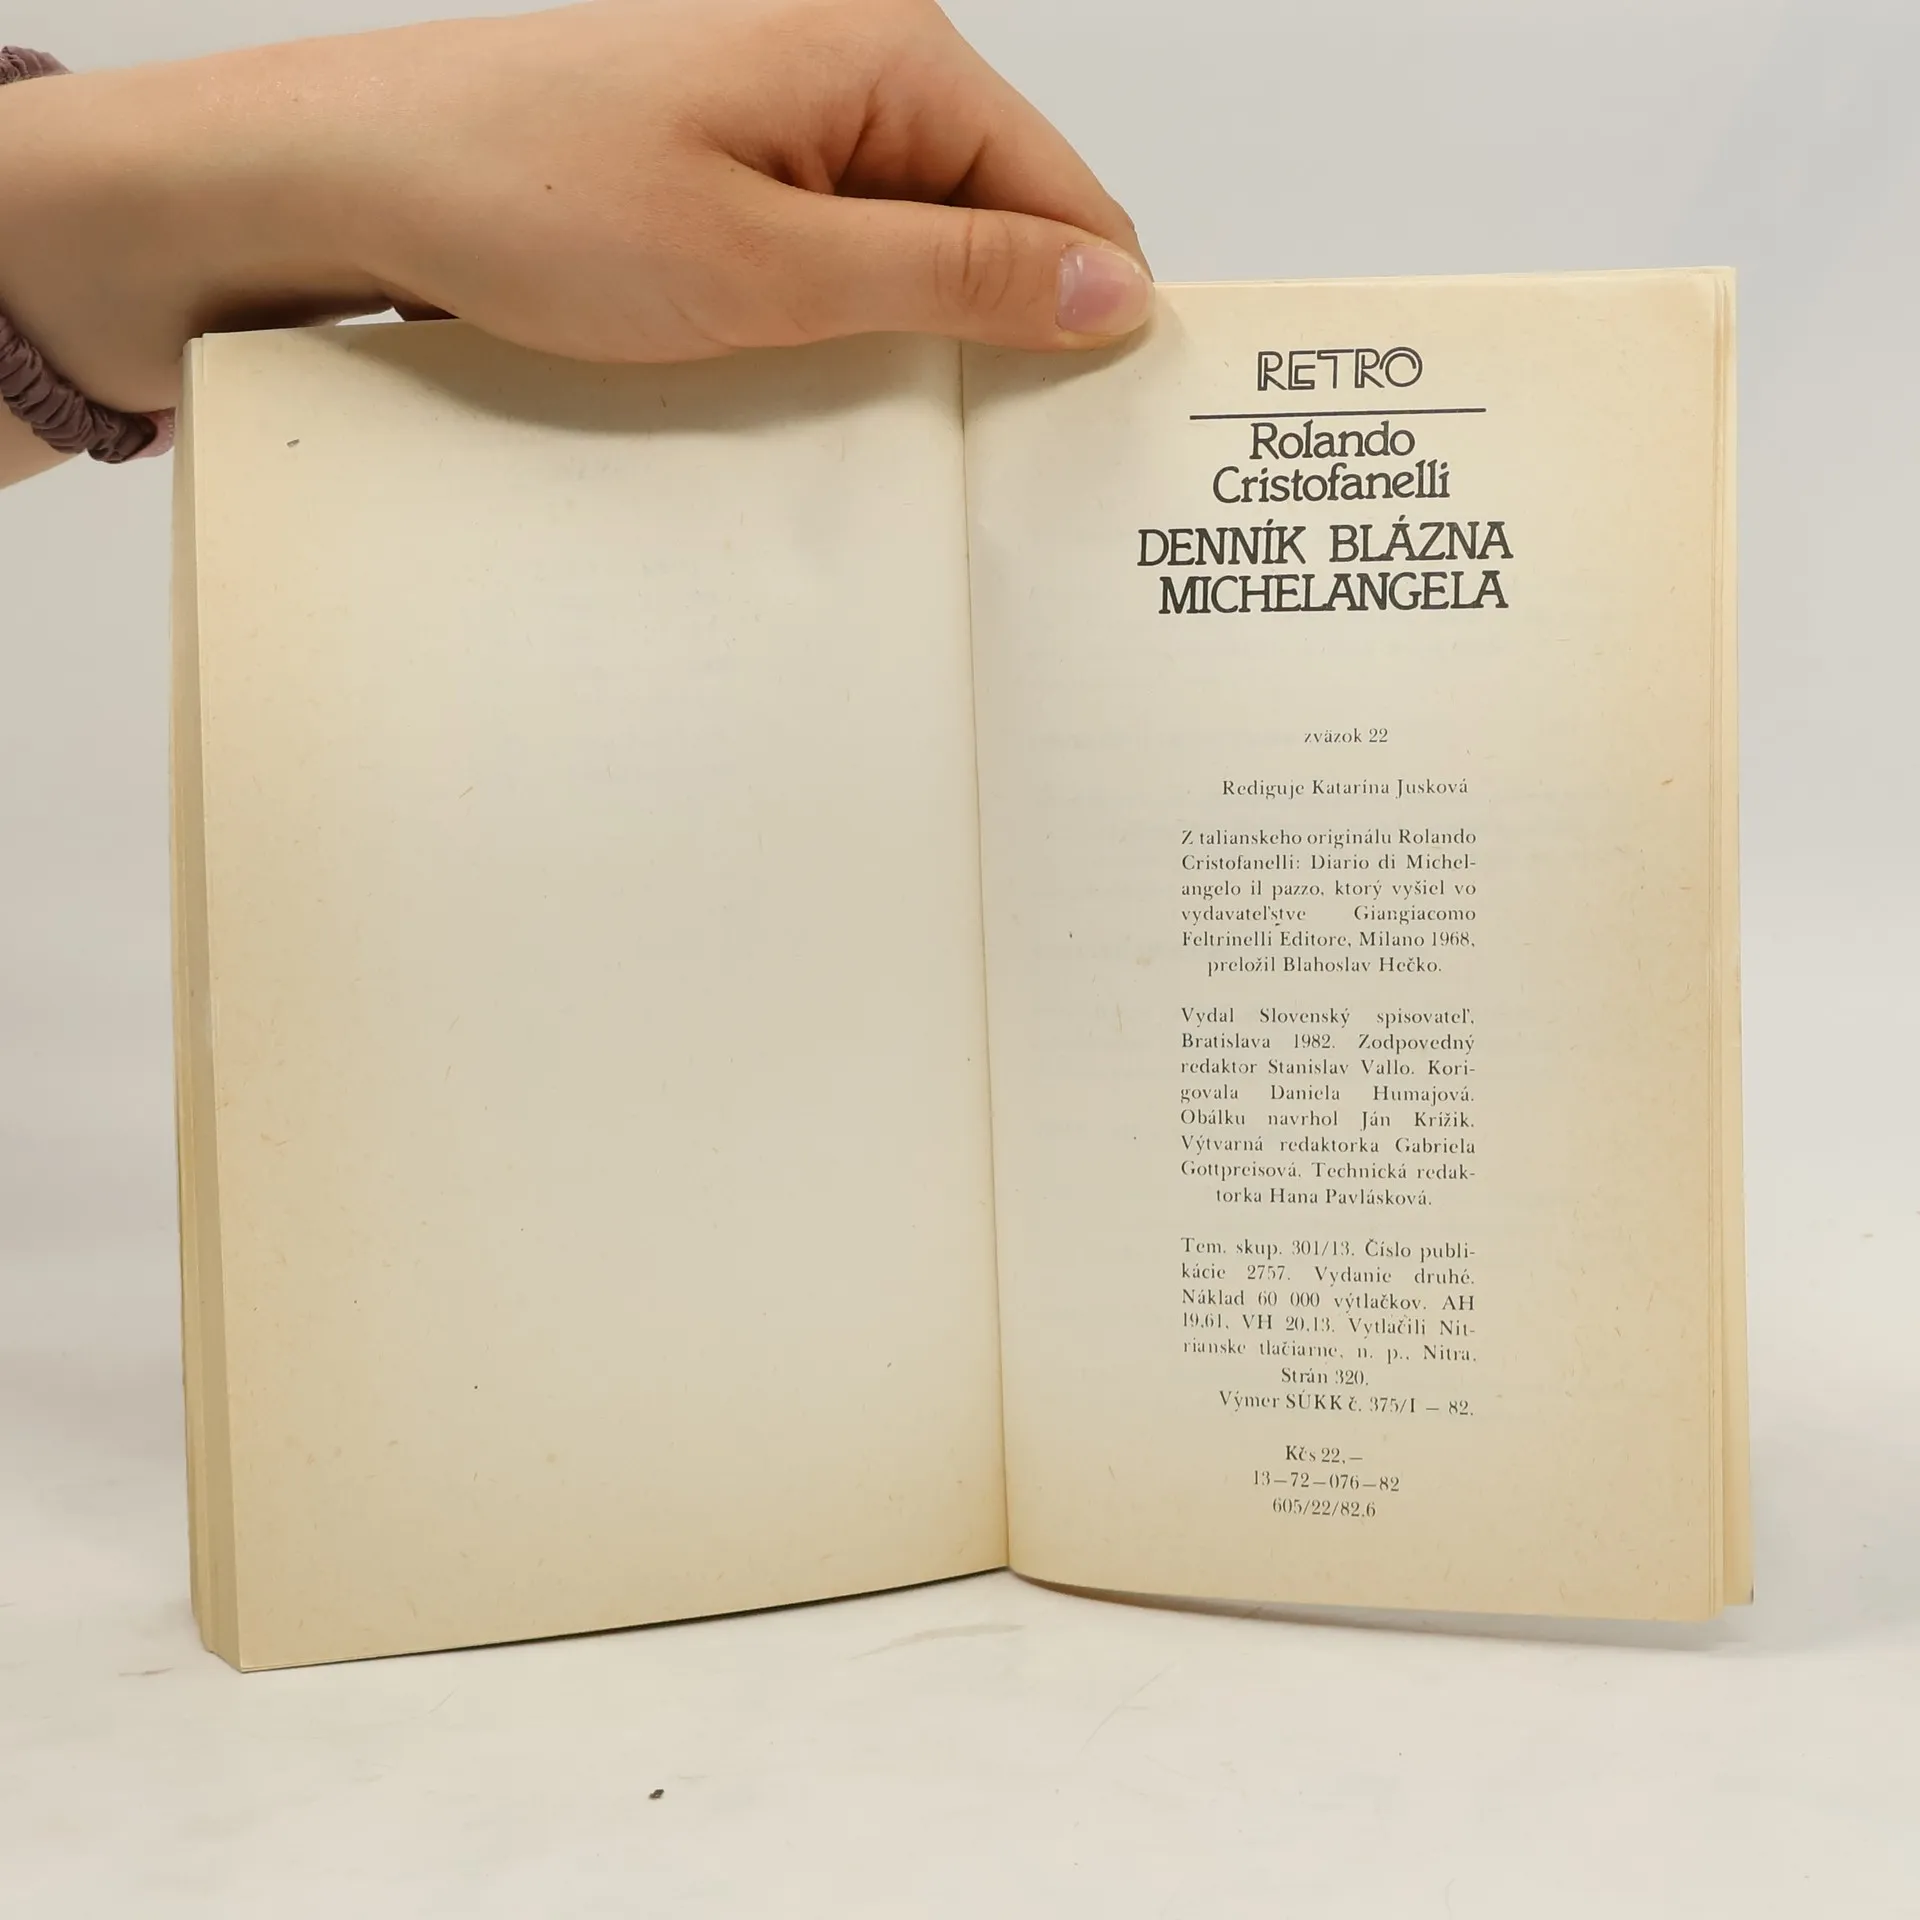 RETRO
Rolando
Cristofanelli
DENNÍK BLÁZNA
MICHELANGELA
zväzok 22
Rediguje Katarína Jusková
Z talianskeho originálu Rolando
Cristofanelli: Diario di Michel-
angelo il pazzo, ktorý vyšiel vo
vydavateľstve Giangiacomo
Feltrinelli Editore, Milano 1968,
preložil Blahoslav Hečko.
Vydal Slovenský spisovateľ,
Bratislava 1982. Zodpovedný
redaktor Stanislav Vallo. Kori-
govala Daniela Humajová.
Obálku navrhol Ján Krížik.
Výtvarná redaktorka Gabriela
Gottpreisová. Technická redak-
torka Hana Pavlásková.
Tem. skup. 301/13. Číslo publi-
kácie 2757. Vydanie druhé.
Náklad 60 000 výtlačkov. AH
19,61, VH 20,13. Vytlačili Nit-
rianske tlačiarne, n. p., Nitra.
Strán 320.
Výmer SÚKK č. 375/I — 82.
Kčs 22,—
13—72—076—82
605/22/82.6